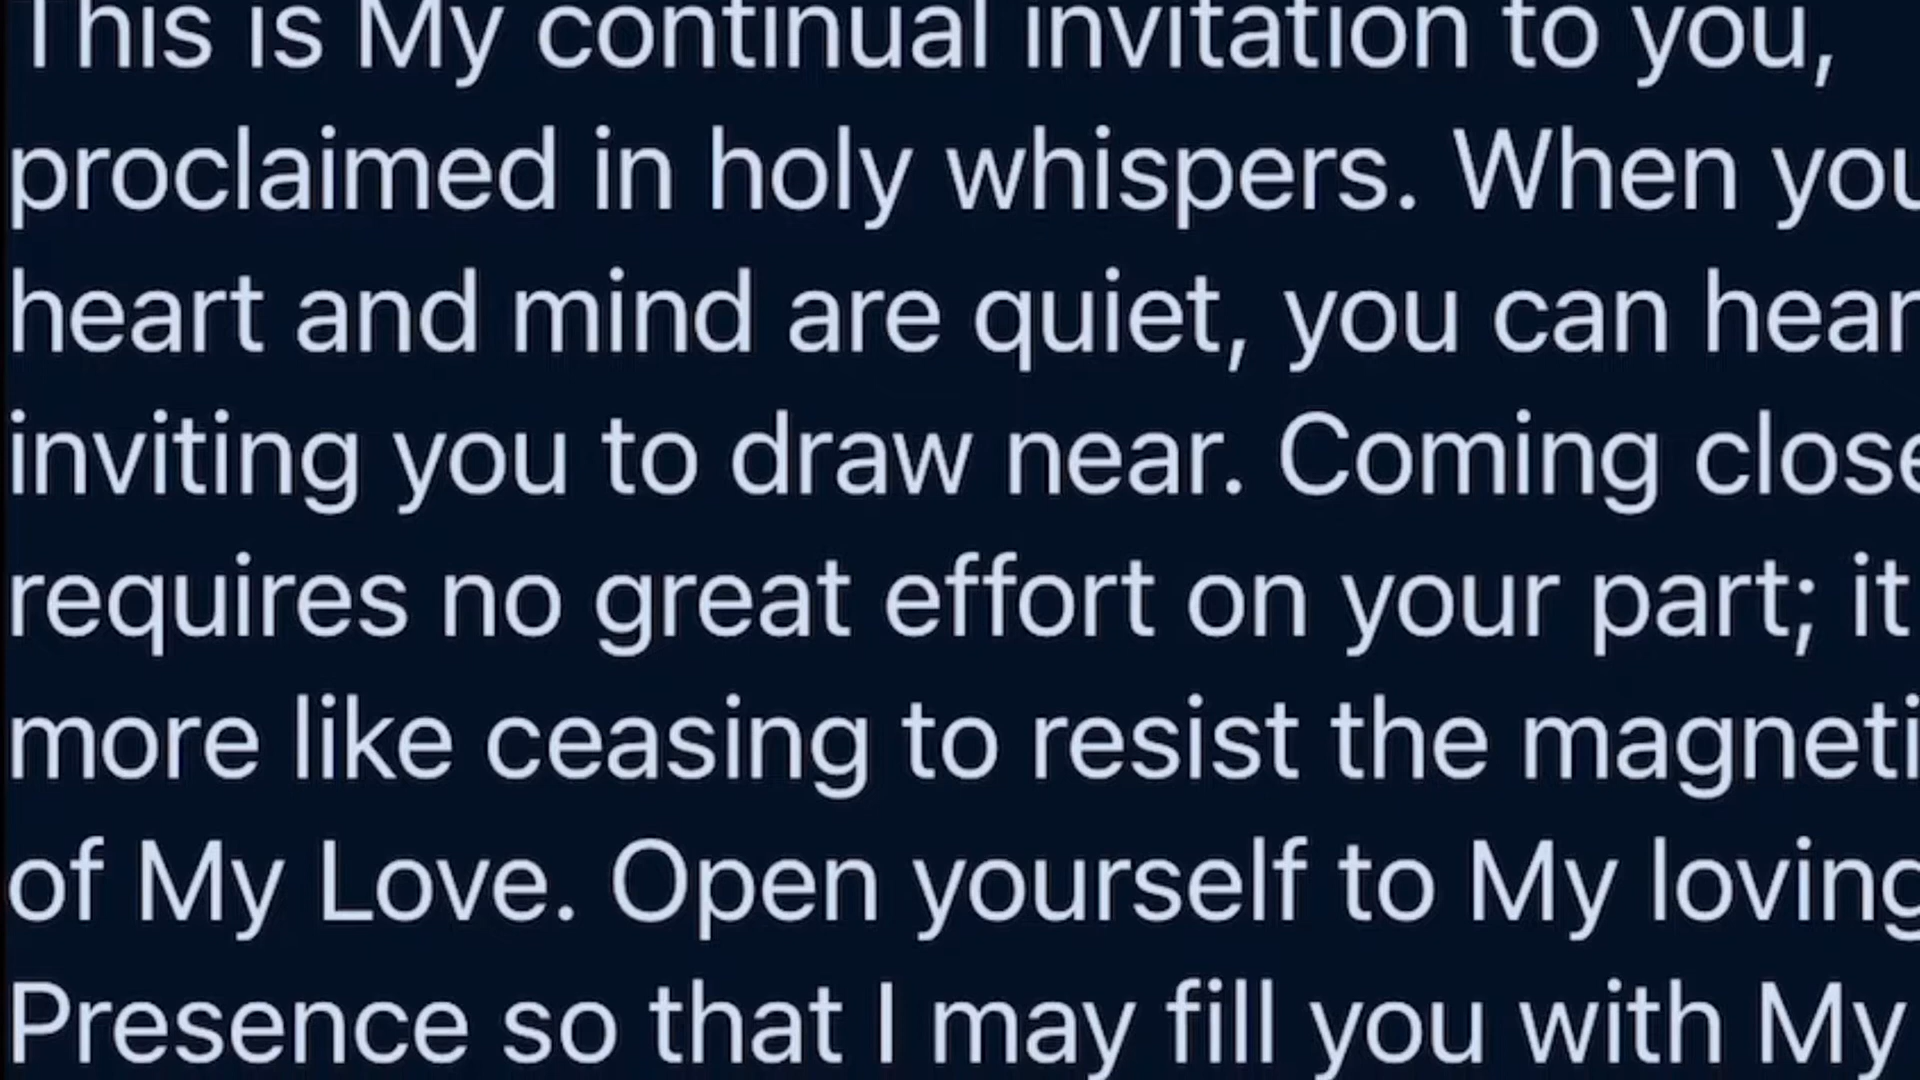 This is My continual invitation to you,
proclaimed in holy whispers. When you
heart and mind are quiet, you can hear
inviting you to draw near. Coming close
requires no great effort on your part; it
more like ceasing to resist the magneti
of My Love. Open yourself to My loving
Presence so that I may fill you with My